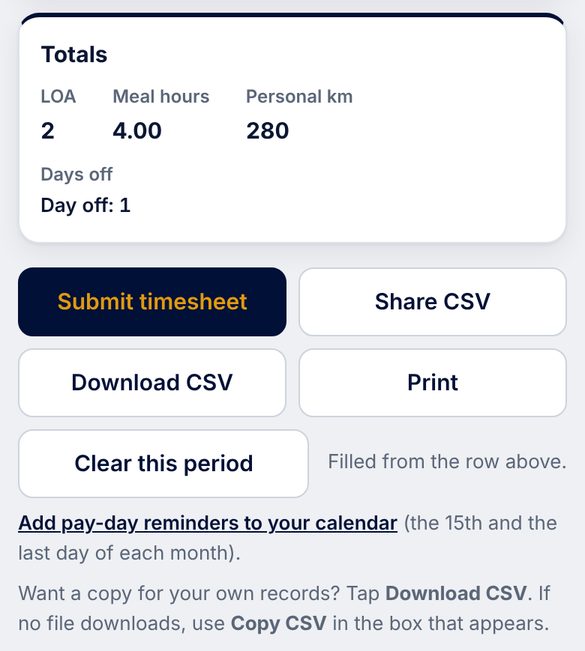 Totals
LOA Meal hours Personal km
2 4.00 280
Days off
Day off: 1
Submit timesheet Share CSV
Download CSV Print
Clear this period Filled from the row above.
Add pay-day reminders to your calendar (the 15th and the
last day of each month).
Want a copy for your own records? Tap Download CSV. If
no file downloads, use Copy CSV in the box that appears.